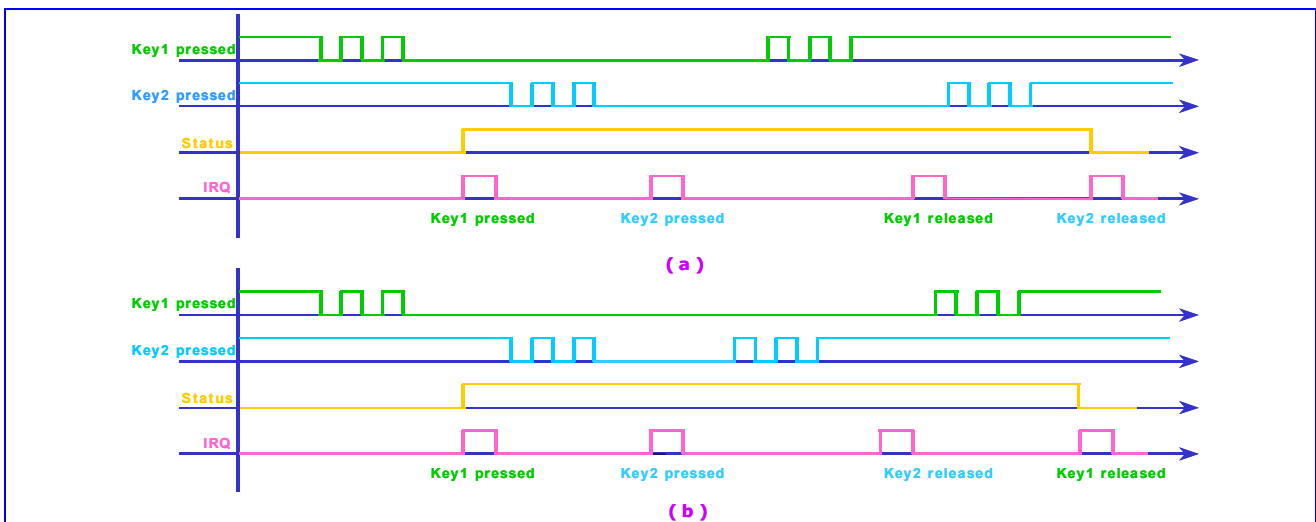 Key1 pressed
Key2 pressed
Status
IRQ
Key1 pressed Key2 pressed Key1 released Key2 released
(a)
Key1 pressed
Key2 pressed
Status
IRQ
Key1 pressed Key2 pressed Key2 released Key1 released
(b)